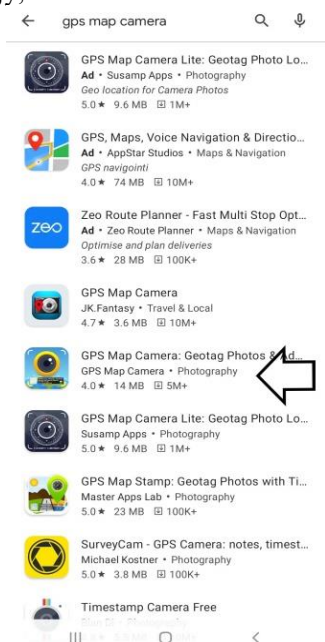 gps map camera
GPS Map Camera Lite: Geotag Photo Lo...
Ad • Susamp Apps • Photography
Geo location for Camera Photos
5.0★ 9.6 MB 1M+
GPS, Maps, Voice Navigation & Directio...
Ad • AppStar Studios • Maps & Navigation
GPS navigointi
4.0★ 74 MB 10M+
zeo
Zeo Route Planner - Fast Multi Stop Opt...
Ad • Zeo Route Planner • Maps & Navigation
Optimise and plan deliveries
3.6★ 28 MB 100K+
GPS Map Camera
JK.Fantasy • Travel & Local
4.7★ 3.6 MB 10M+
GPS Map Camera: Geotag Photos & Ad...
GPS Map Camera • Photography
4.0★ 14 MB 5M+
GPS Map Camera Lite: Geotag Photo Lo...
Susamp Apps • Photography
5.0★ 9.6 MB 1M+
GPS Map Stamp: Geotag Photos with Ti...
Master Apps Lab • Photography
5.0★ 23 MB 100K+
SurveyCam - GPS Camera: notes, timest...
Michael Kostner • Photography
5.0★ 3.8 MB 100K+
Timestamp Camera Free